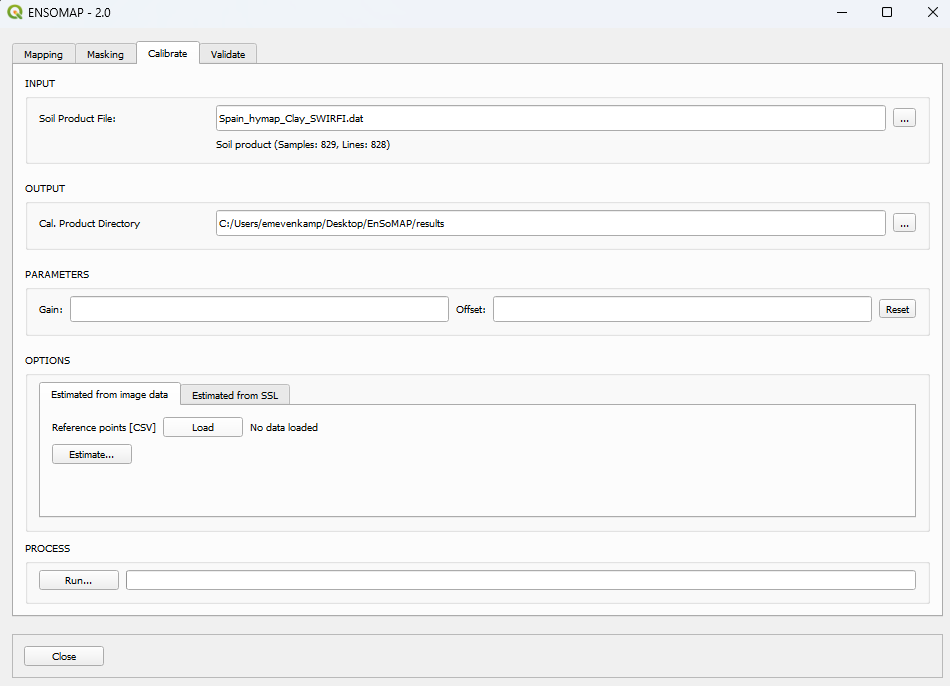 ENSOMAP - 2.0
Mapping Masking Calibrate Validate
INPUT
Soil Product File: Spain_hymap_Clay_SWIRFI.dat ...
Soil product (Samples: 829, Lines: 828)
OUTPUT
Cal. Product Directory C:/Users/emevenkamp/Desktop/EnSoMAP/results ...
PARAMETERS
Gain: Offset: Reset
OPTIONS
Estimated from image data Estimated from SSL
Reference points [CSV] Load No data loaded
Estimate...
PROCESS
Run...
Close